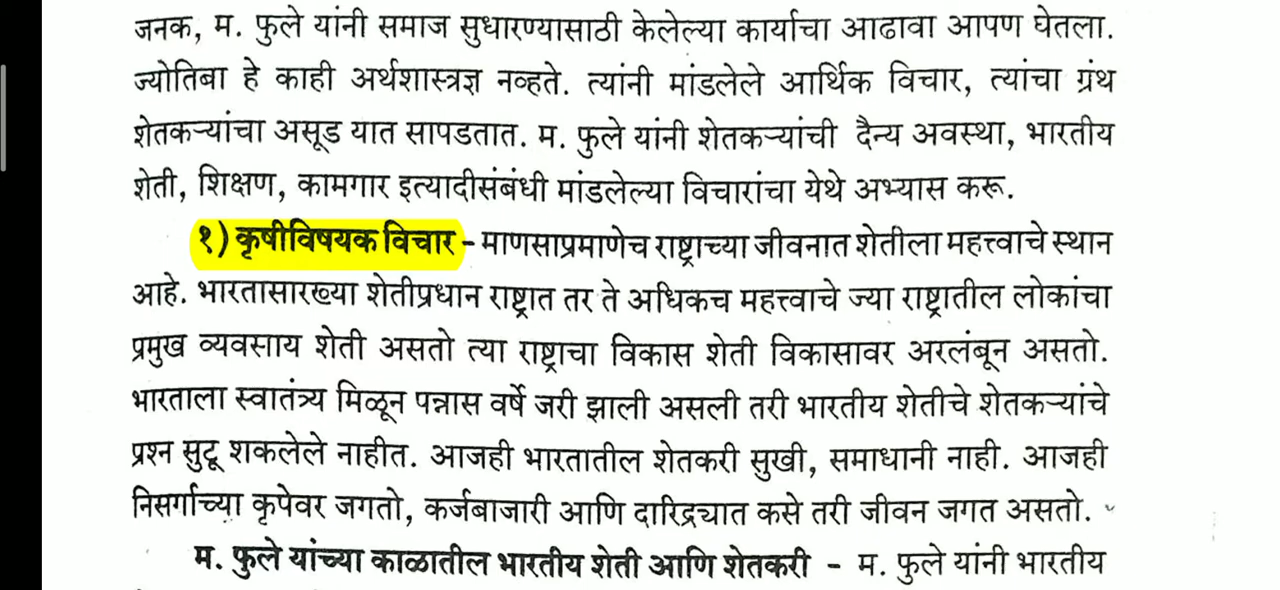 जनक, म. फुले यांनी समाज सुधारण्यासाठी केलेल्या कार्याचा आढावा आपण घेतला.
ज्योतिबा हे काही अर्थशास्त्रज्ञ नव्हते. त्यांनी मांडलेले आर्थिक विचार, त्यांचा ग्रंथ
शेतकऱ्यांचा असूड यात सापडतात. म. फुले यांनी शेतकऱ्यांची दैन्य अवस्था, भारतीय
शेती, शिक्षण, कामगार इत्यादीसंबंधी मांडलेल्या विचारांचा येथे अभ्यास करू.
१) कृषीविषयक विचार - माणसाप्रमाणेच राष्ट्राच्या जीवनात शेतीला महत्त्वाचे स्थान
आहे. भारतासारख्या शेतीप्रधान राष्ट्रात तर ते अधिकच महत्त्वाचे ज्या राष्ट्रातील लोकांचा
प्रमुख व्यवसाय शेती असतो त्या राष्ट्राचा विकास शेती विकासावर अरलंबून असतो.
भारताला स्वातंत्र्य मिळून पन्नास वर्षे जरी झाली असली तरी भारतीय शेतीचे शेतकऱ्यांचे
प्रश्न सुटू शकलेले नाहीत. आजही भारतातील शेतकरी सुखी, समाधानी नाही. आजही
निसर्गाच्या कृपेवर जगतो, कर्जबाजारी आणि दारिद्र्यात कसे तरी जीवन जगत असतो.
म. फुले यांच्या काळातील भारतीय शेती आणि शेतकरी - म. फुले यांनी भारतीय